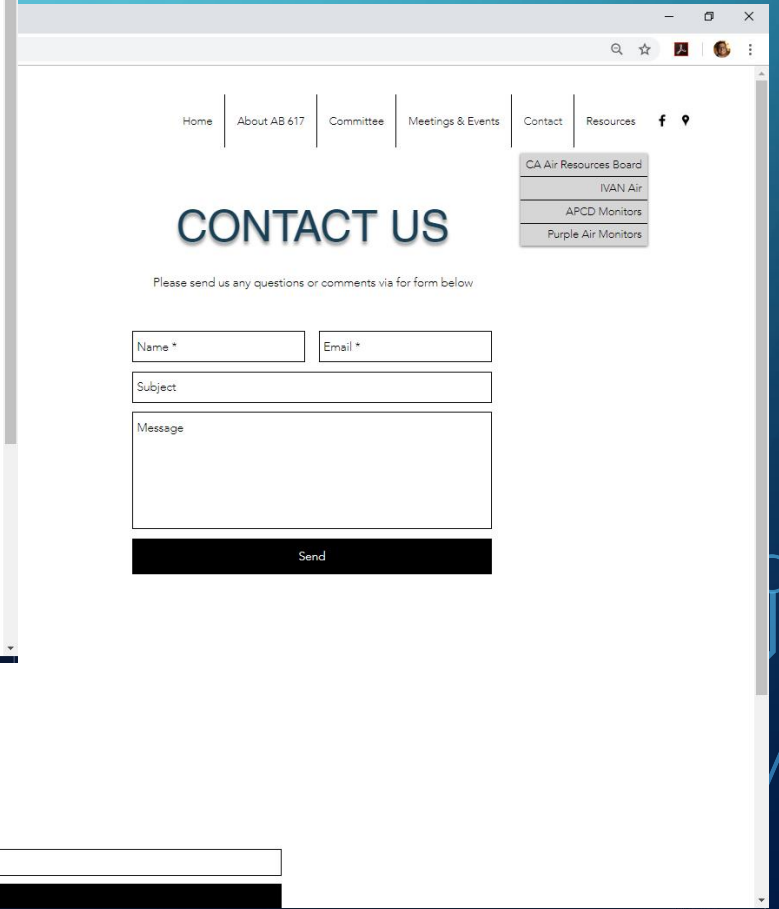 Home About AB 617 Committee Meetings & Events Contact Resources
CA Air Resources Board
IVAN Air
APCD Monitors
Purple Air Monitors
CONTACT US
Please send us any questions or comments via for form below
Name * Email *
Subject
Message
Send